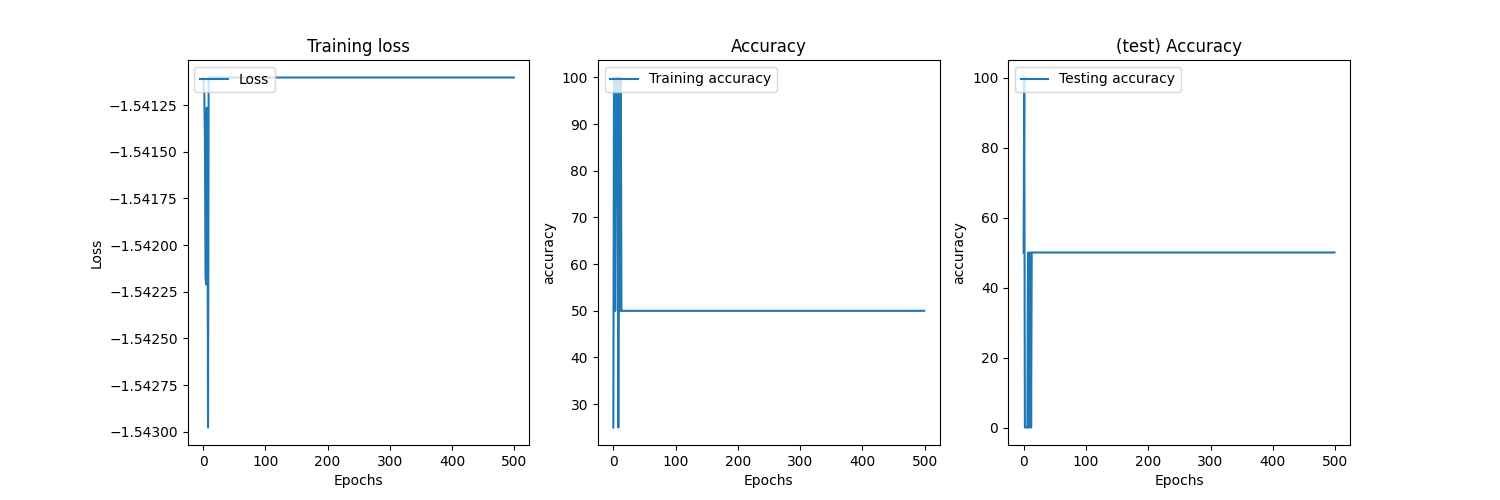 Training loss
Loss
−1.54125
−1.54150
−1.54175
−1.54200
−1.54225
−1.54250
−1.54275
−1.54300
Loss
0 100 200 300 400 500
Epochs
Accuracy
Training accuracy
100
90
80
70
60
50
40
30
accuracy
0 100 200 300 400 500
Epochs
(test) Accuracy
Testing accuracy
100
80
60
40
20
0
accuracy
0 100 200 300 400 500
Epochs